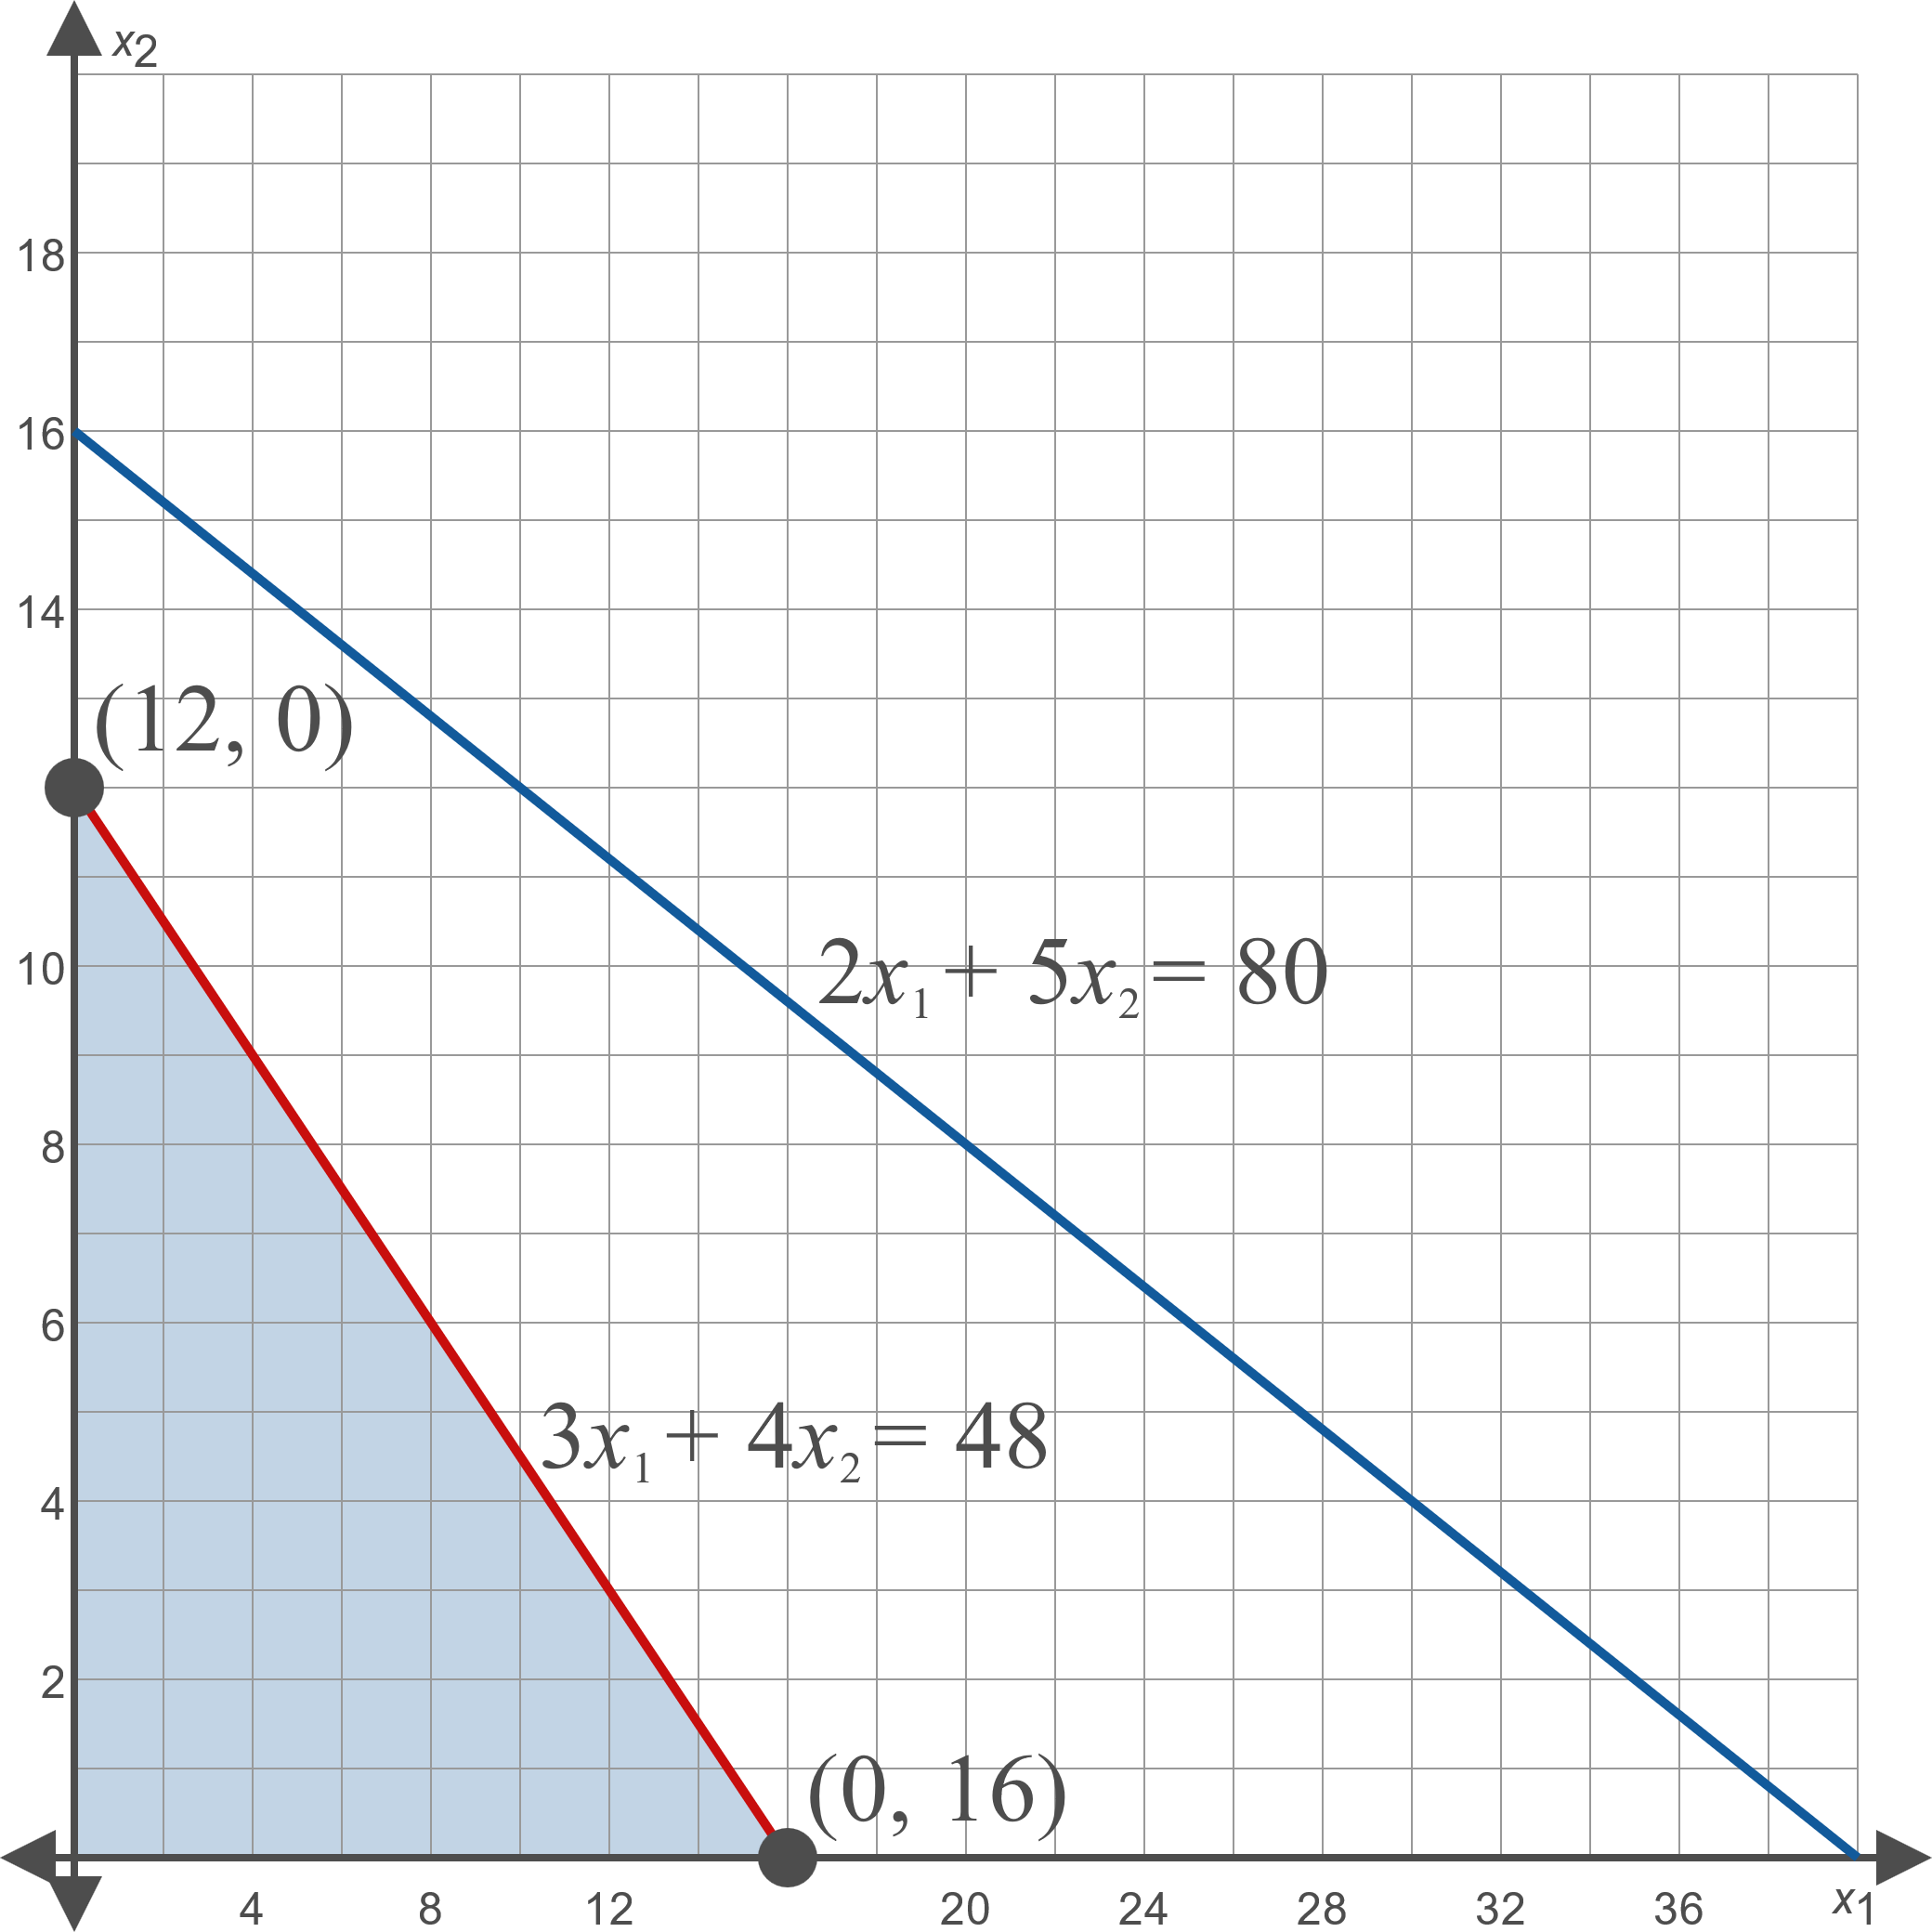 x2
18
16
14
(12, 0)
10
2x₁ + 5x₂ = 80
8
6
3x₁ + 4x₂ = 48
4
2
(0, 16)
4 8 12 20 24 28 32 36 x1